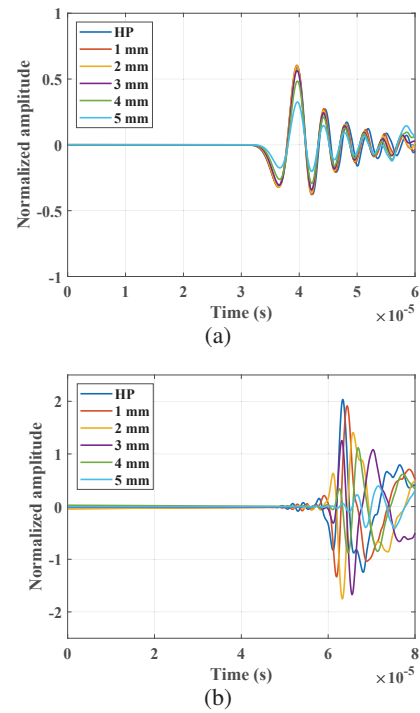 1
0.5
0
-0.5
-1
Normalized amplitude
HP
1 mm
2 mm
3 mm
4 mm
5 mm
0 1 2 3 4 5 6
Time (s)
×10-5
(a)
2
1
0
-1
-2
Normalized amplitude
HP
1 mm
2 mm
3 mm
4 mm
5 mm
0 2 4 6 8
Time (s)
×10-5
(b)